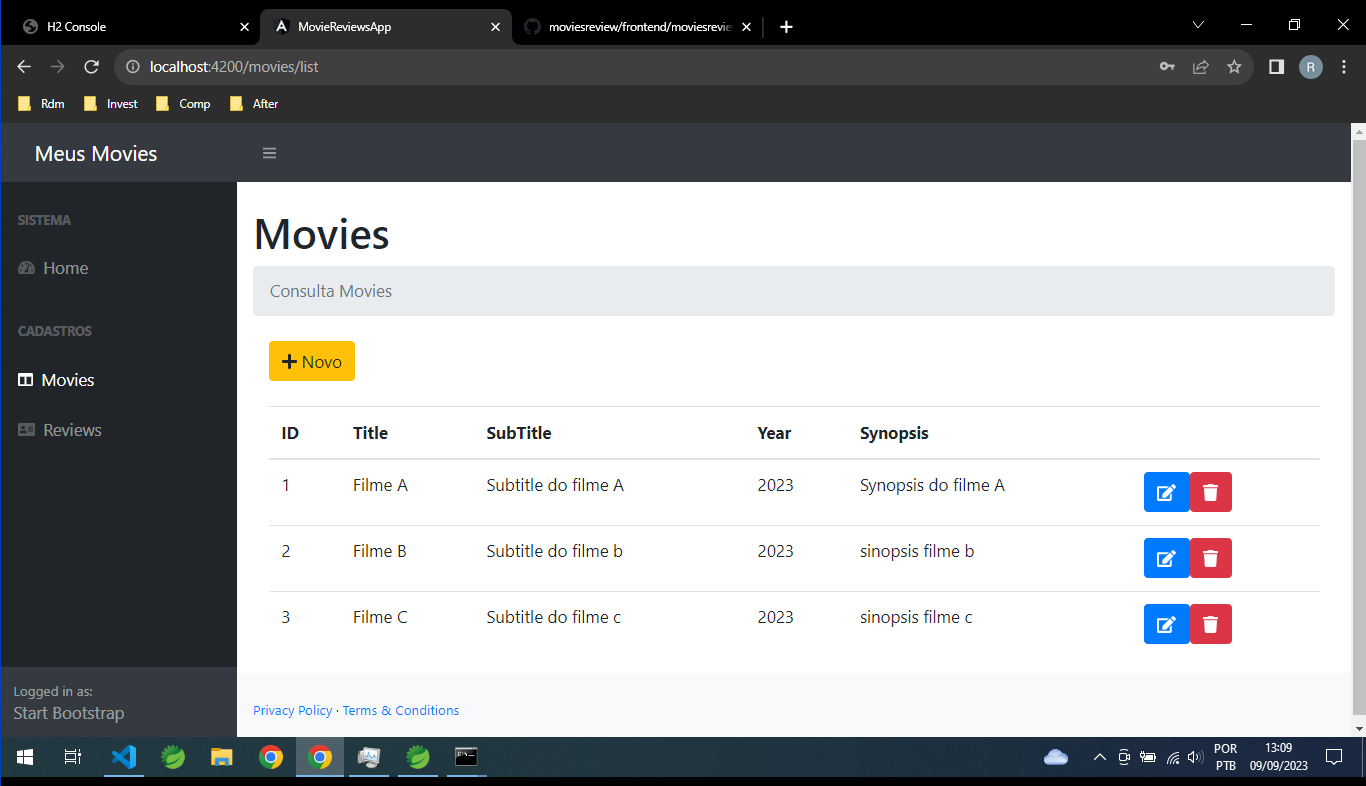 H2 Console
MovieReviewsApp
moviesreview/frontend/moviesrevie
localhost:4200/movies/list
R
Rdm
Invest
Comp
After
Meus Movies
SISTEMA
Home
CADASTROS
Movies
Reviews
Logged in as:
Start Bootstrap
Movies
Consulta Movies
Novo
ID Title SubTitle Year Synopsis
1 Filme A Subtitle do filme A 2023 Synopsis do filme A
2 Filme B Subtitle do filme b 2023 sinopsis filme b
3 Filme C Subtitle do filme c 2023 sinopsis filme c
Privacy Policy · Terms & Conditions
POR
PTB
13:09
09/09/2023